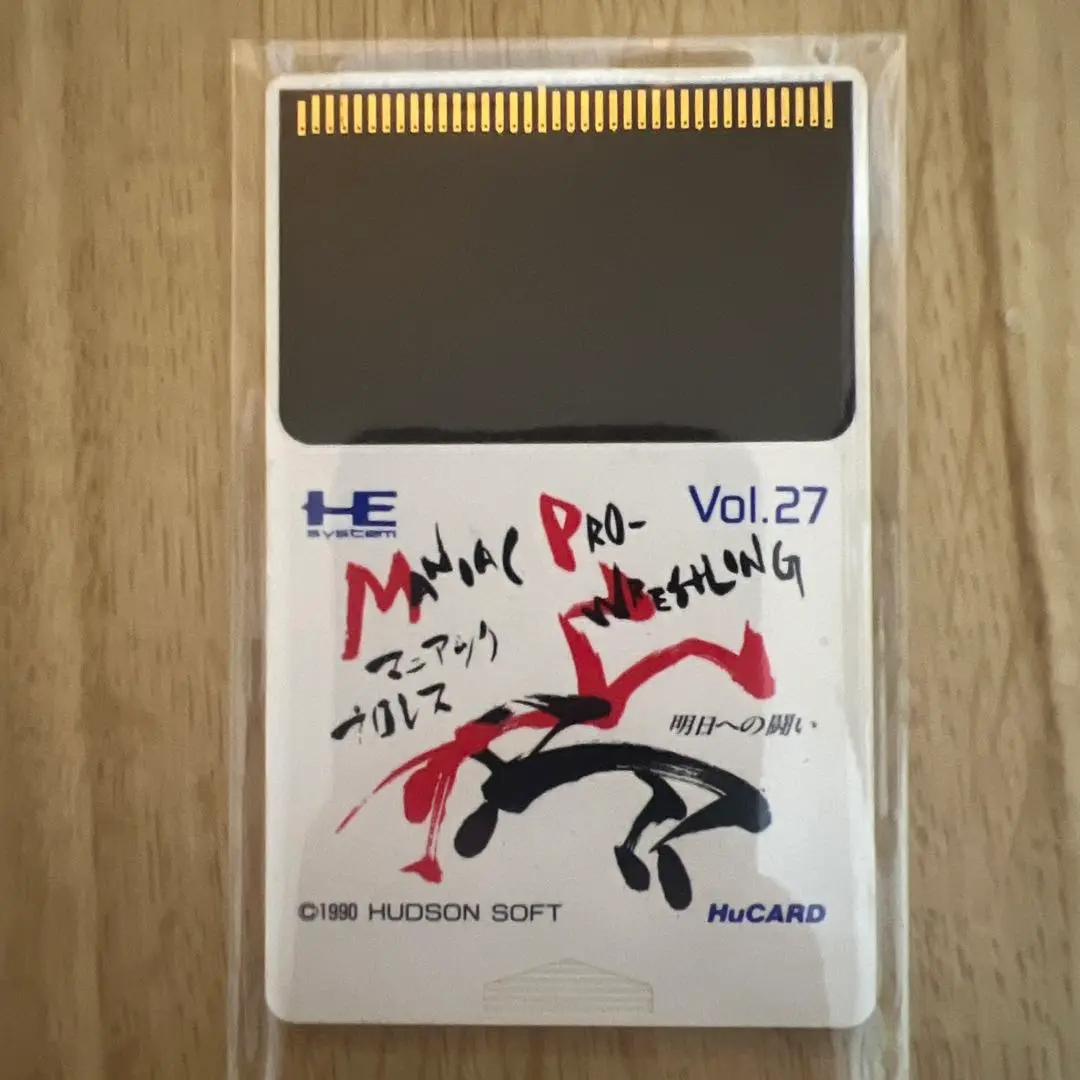 HE
system
Vol.27
MANIAC PRO-
WRESTLING
マニアック
プロレス
明日への闘い
©1990 HUDSON SOFT
HuCARD